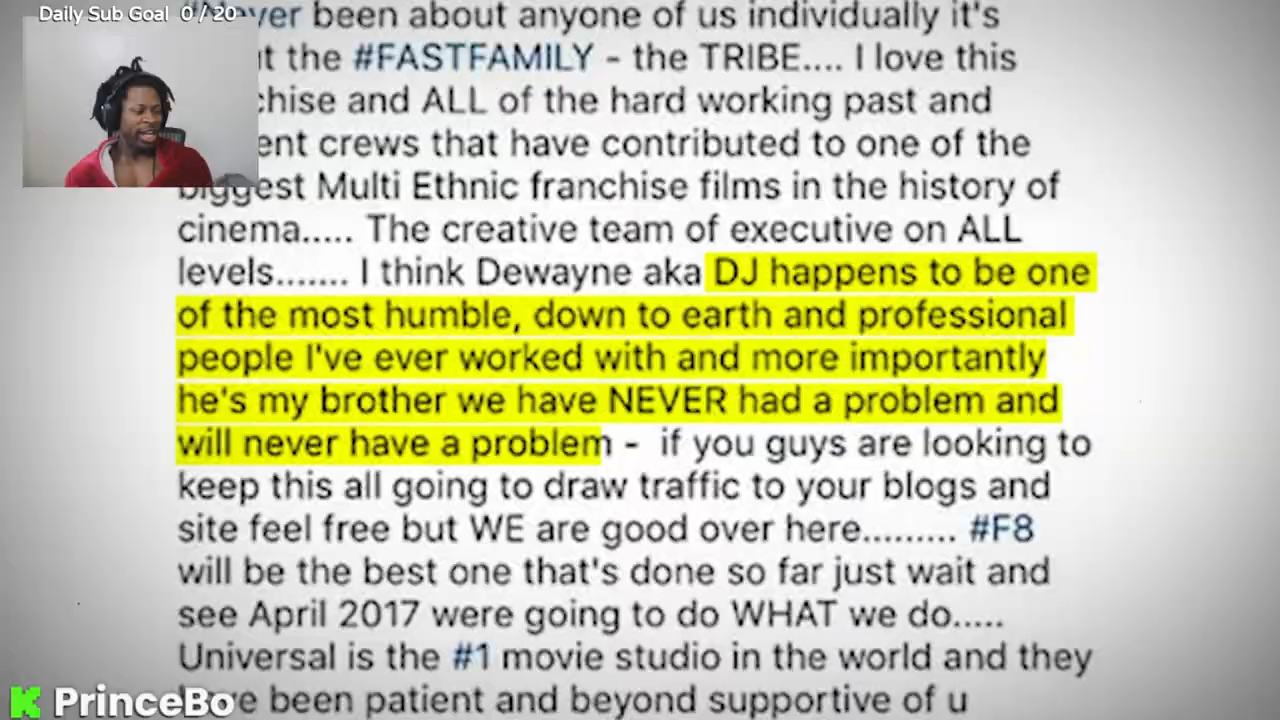 Daily Sub Goal 0 / 20
been about anyone of us individually it's
the #FASTFAMILY - the TRIBE.... I love this
and ALL of the hard working past and
crews that have contributed to one of the
biggest Multi Ethnic franchise films in the history of
cinema..... The creative team of executive on ALL
levels....... I think Dewayne aka DJ happens to be one
of the most humble, down to earth and professional
people I've ever worked with and more importantly
he's my brother we have NEVER had a problem and
will never have a problem - if you guys are looking to
keep this all going to draw traffic to your blogs and
site feel free but WE are good over here......... #F8
will be the best one that's done so far just wait and
see April 2017 were going to do WHAT we do.....
Universal is the #1 movie studio in the world and they
been patient and beyond supportive of u
K PrinceBo